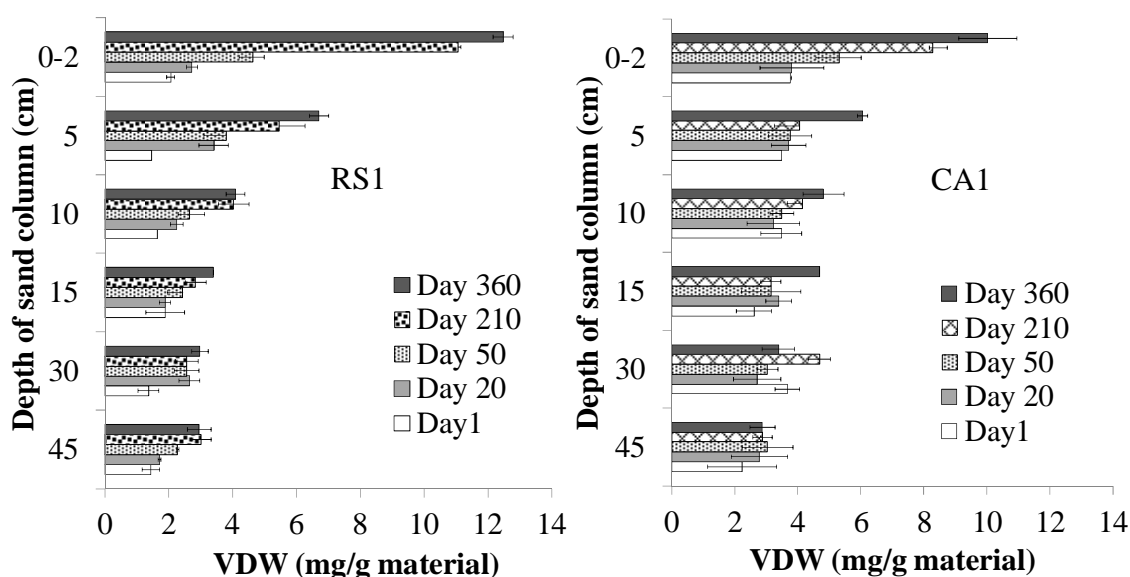 Depth of sand column (cm)
0-2
5
10
15
30
45
RS1
Day 360
Day 210
Day 50
Day 20
Day1
0 2 4 6 8 10 12 14
VDW (mg/g material)
Depth of sand column (cm)
0-2
5
10
15
30
45
CA1
Day 360
Day 210
Day 50
Day 20
Day1
0 2 4 6 8 10 12 14
VDW (mg/g material)